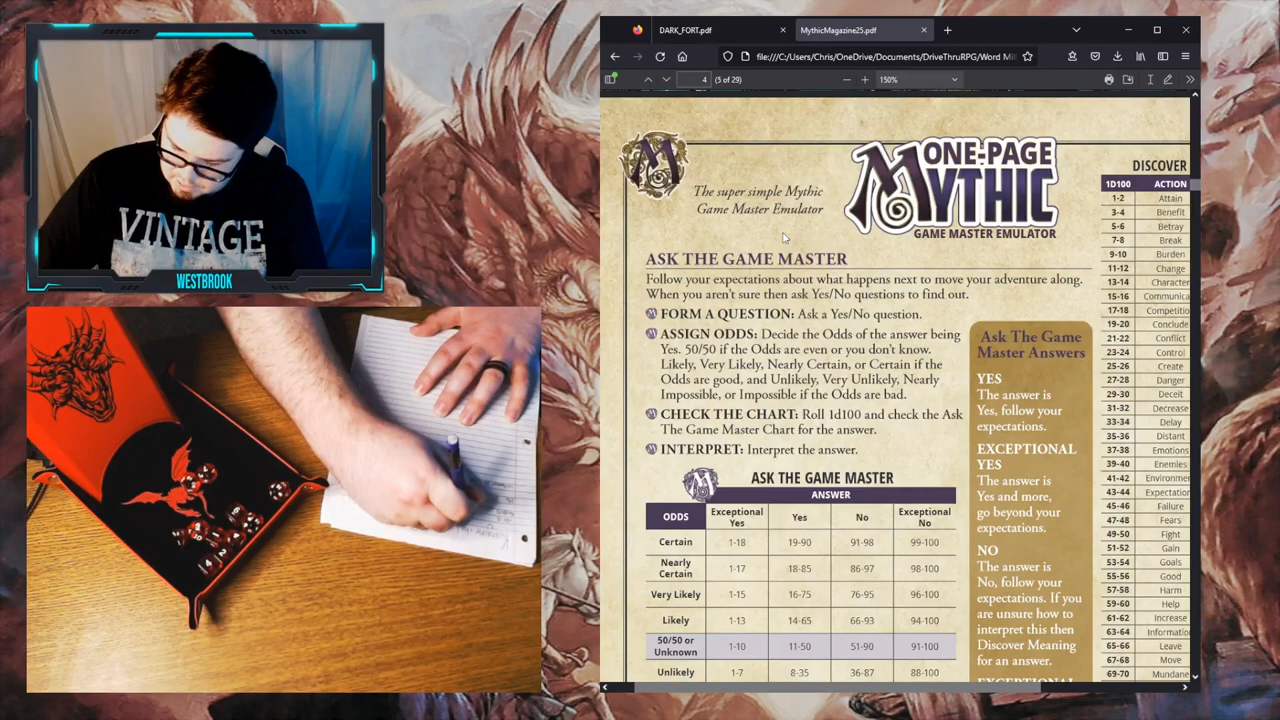 VINTAGE
WESTBROOK
DARK_FORT.pdf
MythicMagazine25.pdf
file:///C:/Users/Chris/OneDrive/Documents/DriveThruRPG/Word Mil
4
(5 of 29)
150%
The super simple Mythic
Game Master Emulator
ONE-PAGE
MYTHIC
GAME MASTER EMULATOR
ASK THE GAME MASTER
Follow your expectations about what happens next to move your adventure along.
When you aren't sure then ask Yes/No questions to find out.
FORM A QUESTION: Ask a Yes/No question.
ASSIGN ODDS: Decide the Odds of the answer being
Yes. 50/50 if the Odds are even or you don't know.
Likely, Very Likely, Nearly Certain, or Certain if the
Odds are good, and Unlikely, Very Unlikely, Nearly
Impossible, or Impossible if the Odds are bad.
CHECK THE CHART: Roll 1d100 and check the Ask
The Game Master Chart for the answer.
INTERPRET: Interpret the answer.
ASK THE GAME MASTER
ANSWER
ODDS Exceptional Yes Yes No Exceptional No
Certain 1-18 19-90 91-98 99-100
Nearly Certain 1-17 18-85 86-97 98-100
Very Likely 1-15 16-75 76-95 96-100
Likely 1-13 14-65 66-93 94-100
50/50 or Unknown 1-10 11-50 51-90 91-100
Unlikely 1-7 8-35 36-87 88-100
Ask The Game
Master Answers
YES
The answer is
Yes, follow your
expectations.
EXCEPTIONAL
YES
The answer is
Yes and more,
go beyond your
expectations.
NO
The answer is
No, follow your
expectations. If you
are unsure how to
interpret this then
Discover Meaning
for an answer.
DISCOVER
1D100 ACTION
1-2 Attain
3-4 Benefit
5-6 Betray
7-8 Break
9-10 Burden
11-12 Change
13-14 Character
15-16 Communica
17-18 Competitio
19-20 Conclude
21-22 Conflict
23-24 Control
25-26 Create
27-28 Danger
29-30 Deceit
31-32 Decrease
33-34 Delay
35-36 Distant
37-38 Emotions
39-40 Enemies
41-42 Environme
43-44 Expectation
45-46 Failure
47-48 Fears
49-50 Fight
51-52 Gain
53-54 Goals
55-56 Good
57-58 Harm
59-60 Help
61-62 Increase
63-64 Informatio
65-66 Leave
67-68 Move
69-70 Mundane